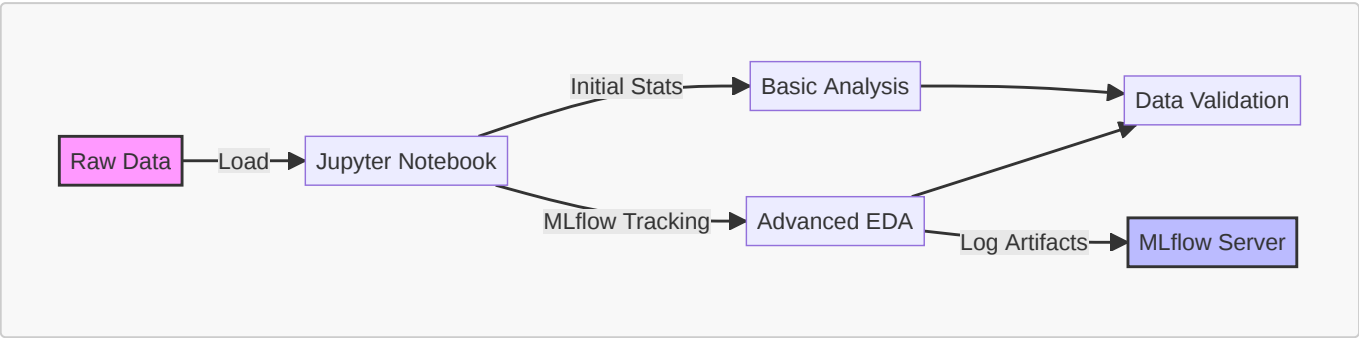 Raw Data
Load
Jupyter Notebook
Initial Stats
Basic Analysis
Data Validation
MLflow Tracking
Advanced EDA
Log Artifacts
MLflow Server